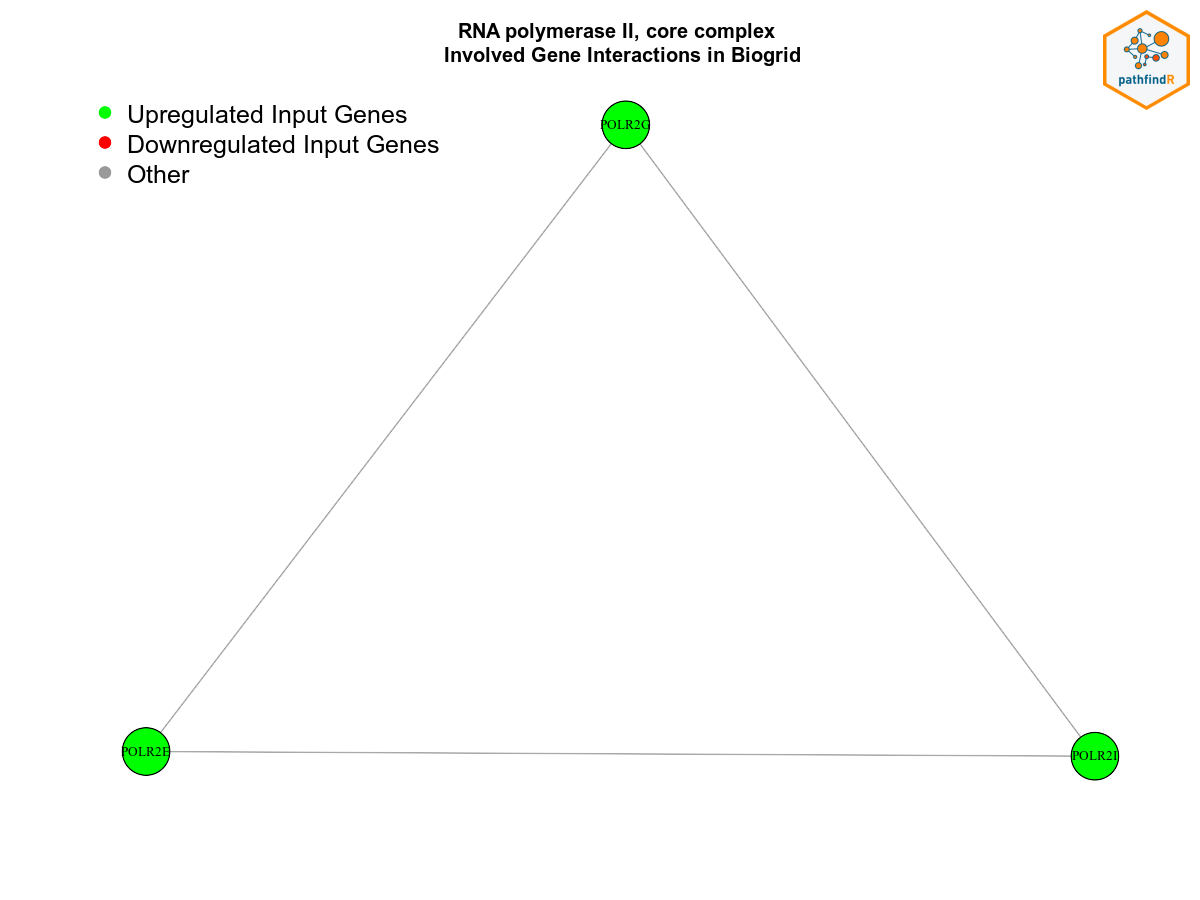 RNA polymerase II, core complex
Involved Gene Interactions in Biogrid
pathfindR
Upregulated Input Genes
Downregulated Input Genes
Other
POLR2G
POLR2E
POLR2I